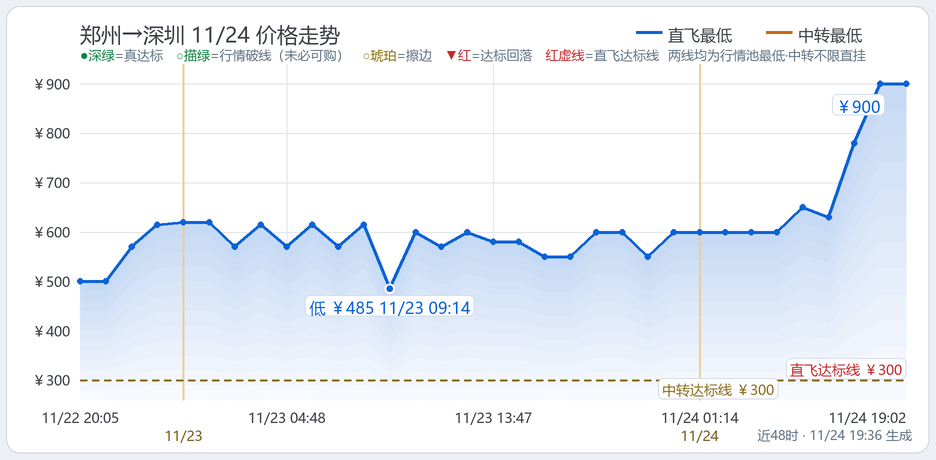 郑州→深圳 11/24 价格走势
直飞最低 中转最低
●深绿=真达标 ○描绿=行情破线（未必可购） ○琥珀=擦边 ▼红=达标回落 红虚线=直飞达标线 两线均为行情池最低·中转不限直挂
¥900
¥900
¥800
¥700
¥600
¥500
低 ¥485 11/23 09:14
¥400
直飞达标线 ¥300
¥300
中转达标线 ¥300
11/22 20:05 11/23 04:48 11/23 13:47 11/24 01:14 11/24 19:02
11/23 11/24 近48时 · 11/24 19:36 生成